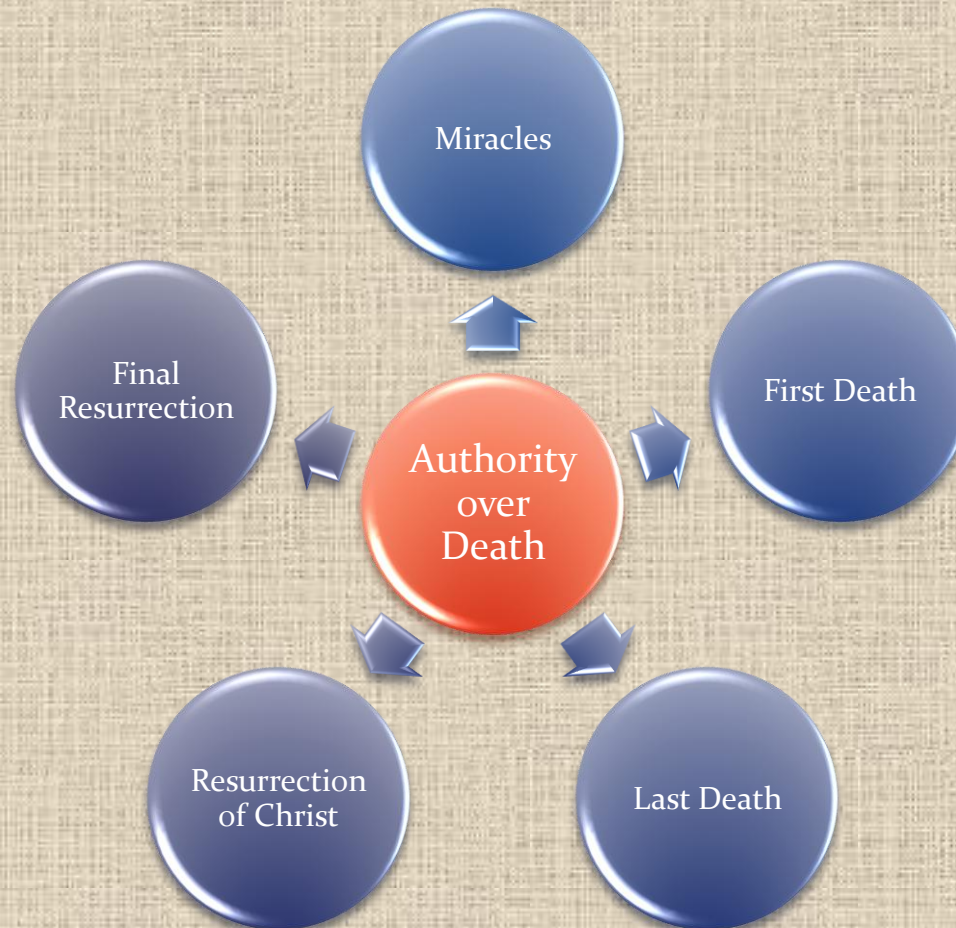 Miracles
First Death
Last Death
Resurrection
of Christ
Final
Resurrection
Authority
over
Death